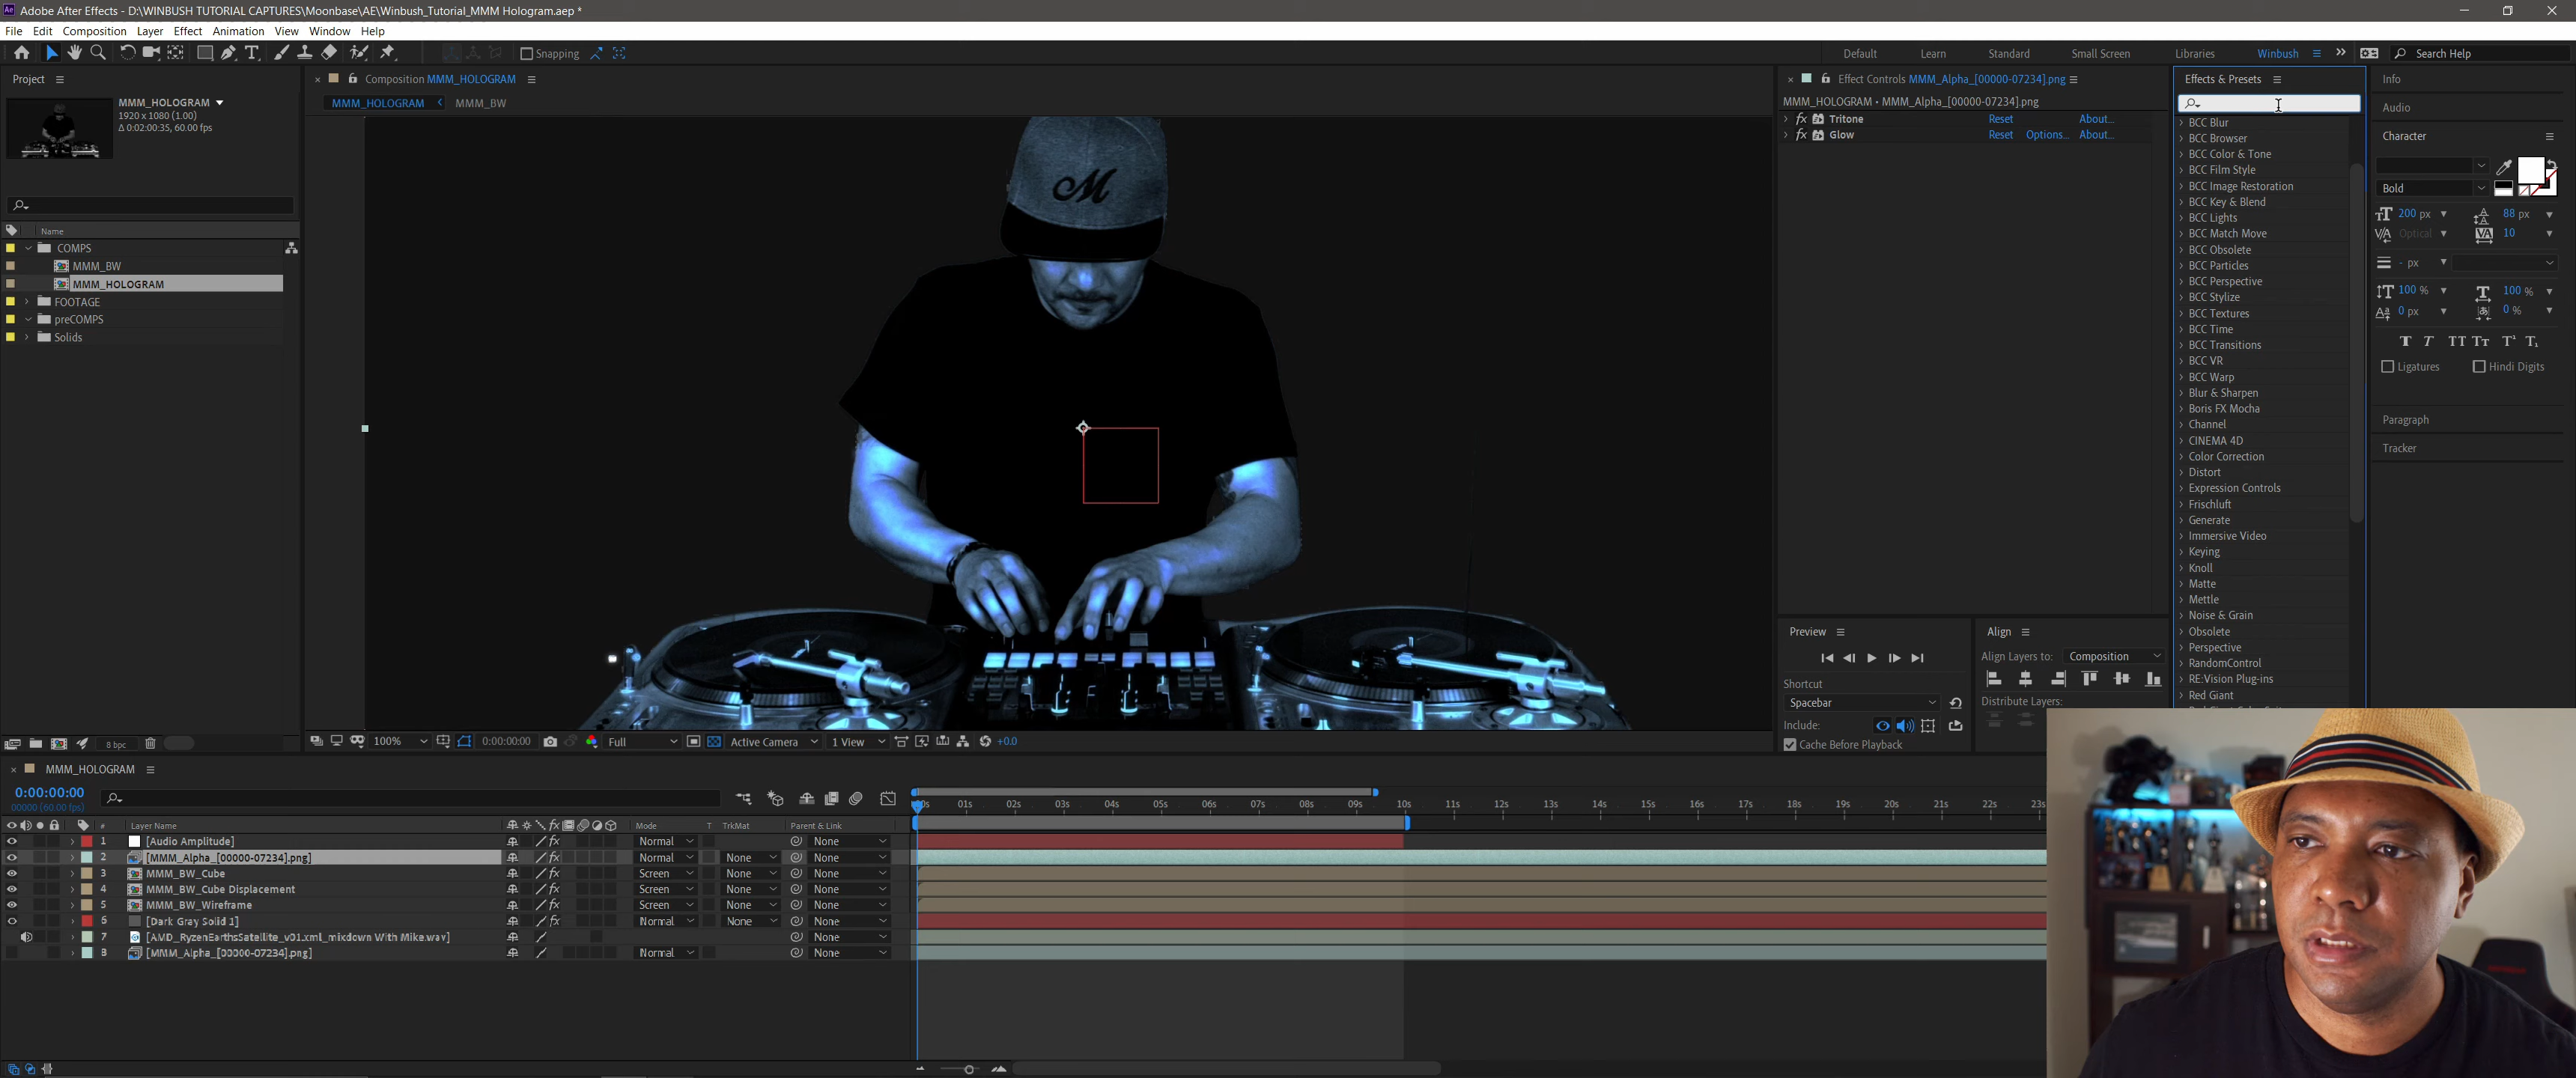 Adobe After Effects - D:\WINBUSH TUTORIAL CAPTURES\Moonbase\AE\Winbush_Tutorial_MMM Hologram.aep *
File Edit Composition Layer Effect Animation View Window Help
Snapping
Default Learn Standard Small Screen Libraries Winbush Search Help
Project
MMM_HOLOGRAM
1920 x 1080 (1.00)
Δ 0:02:00:35, 60.00 fps
Name
COMPS
MMM_BW
MMM_HOLOGRAM
FOOTAGE
preCOMPS
Solids
8 bpc
Composition MMM_HOLOGRAM
MMM_HOLOGRAM MMM_BW
M
100% 0:00:00:00 Full Active Camera 1 View +0.0
Effect Controls MMM_Alpha_[00000-07234].png
MMM_HOLOGRAM • MMM_Alpha_[00000-07234].png
fx Tritone Reset About...
fx Glow Reset Options... About...
Preview
Shortcut
Spacebar
Include:
Cache Before Playback
Align
Align Layers to: Composition
Distribute Layers:
Effects & Presets
BCC Blur
BCC Browser
BCC Color & Tone
BCC Film Style
BCC Image Restoration
BCC Key & Blend
BCC Lights
BCC Match Move
BCC Obsolete
BCC Particles
BCC Perspective
BCC Stylize
BCC Textures
BCC Time
BCC Transitions
BCC VR
BCC Warp
Blur & Sharpen
Boris FX Mocha
Channel
CINEMA 4D
Color Correction
Distort
Expression Controls
Frischluft
Generate
Immersive Video
Keying
Knoll
Matte
Mettle
Noise & Grain
Obsolete
Perspective
RandomControl
RE:Vision Plug-ins
Red Giant
Info
Audio
Character
Bold
200 px 88 px
Optical 10
- px
100 % 100 %
0 px 0 %
Ligatures Hindi Digits
Paragraph
Tracker
MMM_HOLOGRAM
0:00:00:00
00000 (60.00 fps)
01s 02s 03s 04s 05s 06s 07s 08s 09s 10s 11s 12s 13s 14s 15s 16s 17s 18s 19s 20s 21s 22s 23s
# Layer Name Mode T TrkMat Parent & Link
1 [Audio Amplitude] Normal None
2 [MMM_Alpha_[00000-07234].png] Normal None None
3 MMM_BW_Cube Screen None None
4 MMM_BW_Cube Displacement Screen None None
5 MMM_BW_Wireframe Screen None None
6 [Dark Gray Solid 1] Normal None None
7 [AMD_RyzenEarthsSatellite_v01.xml_mixdown With Mike.wav] None
8 [MMM_Alpha_[00000-07234].png] Normal None